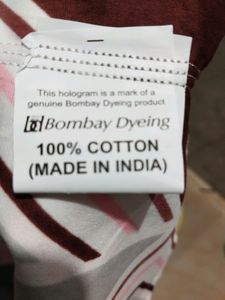 This hologram is a mark of a
genuine Bombay Dyeing product
Bombay Dyeing
100% COTTON
(MADE IN INDIA)